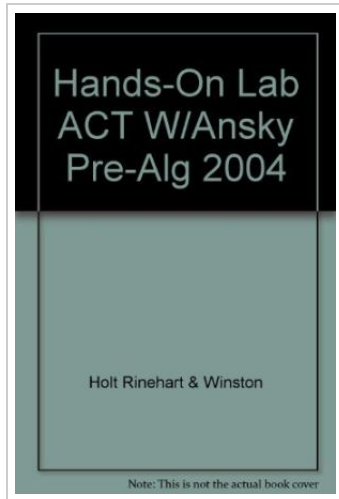 Hands-On Lab
ACT W/Ansky
Pre-Alg 2004
Holt Rinehart & Winston
Note: This is not the actual book cover